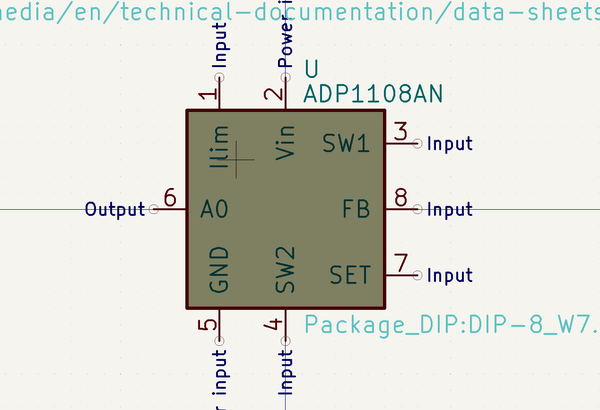 media/en/technical-documentation/data-sheets
Input
Power i
U
ADP1108AN
1
2
Ilim
Vin
SW1
3
Input
Output
6
A0
FB
8
Input
GND
SW2
SET
7
Input
5
4
Package_DIP:DIP-8_W7.
r input
Input